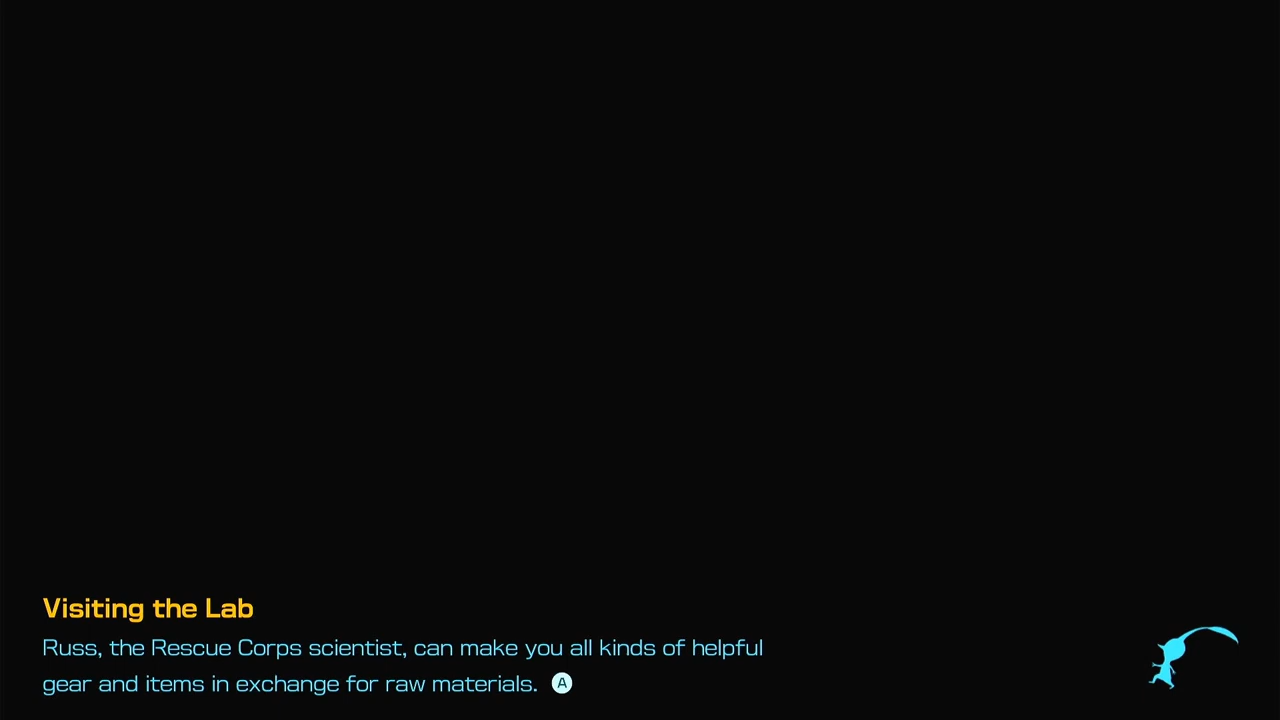 Visiting the Lab
Russ, the Rescue Corps scientist, can make you all kinds of helpful
gear and items in exchange for raw materials. A